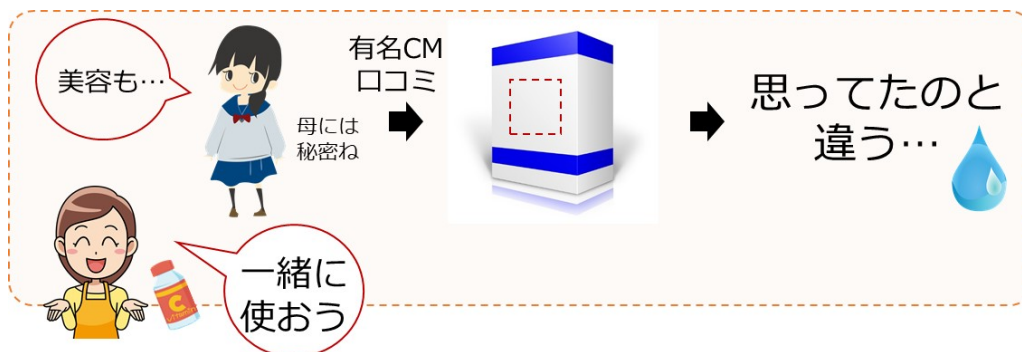 美容も…
母には
秘密ね
有名CM
口コミ
思ってたのと
違う…
C
一緒に
使おう